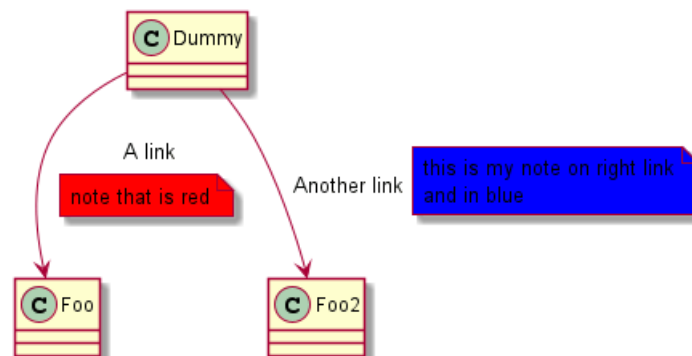 C Dummy
A link
note that is red
Another link
this is my note on right link
and in blue
C Foo
C Foo2